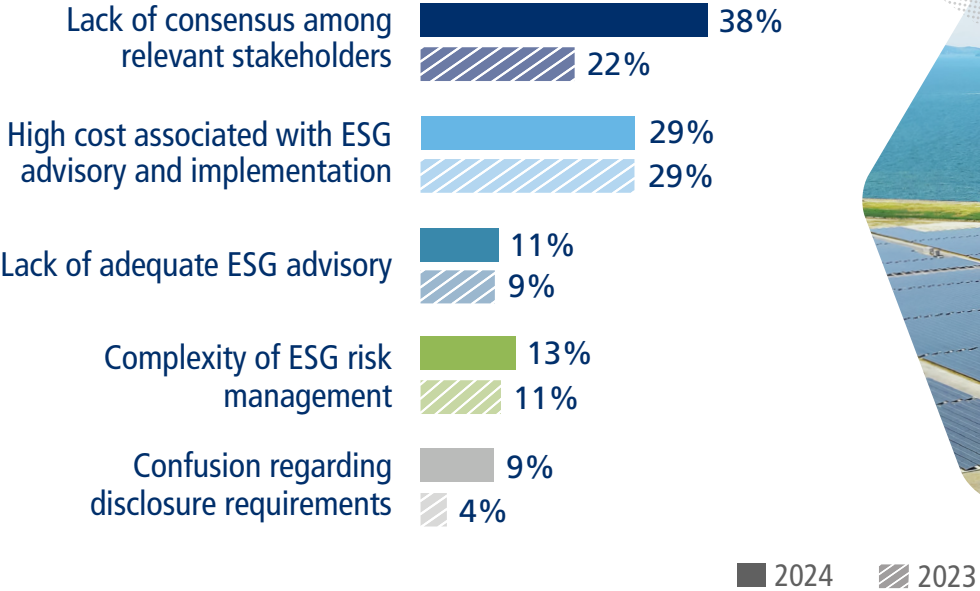 Lack of consensus among
relevant stakeholders
38%
22%
High cost associated with ESG
advisory and implementation
29%
29%
Lack of adequate ESG advisory
11%
9%
Complexity of ESG risk
management
13%
11%
Confusion regarding
disclosure requirements
9%
4%
2024
2023